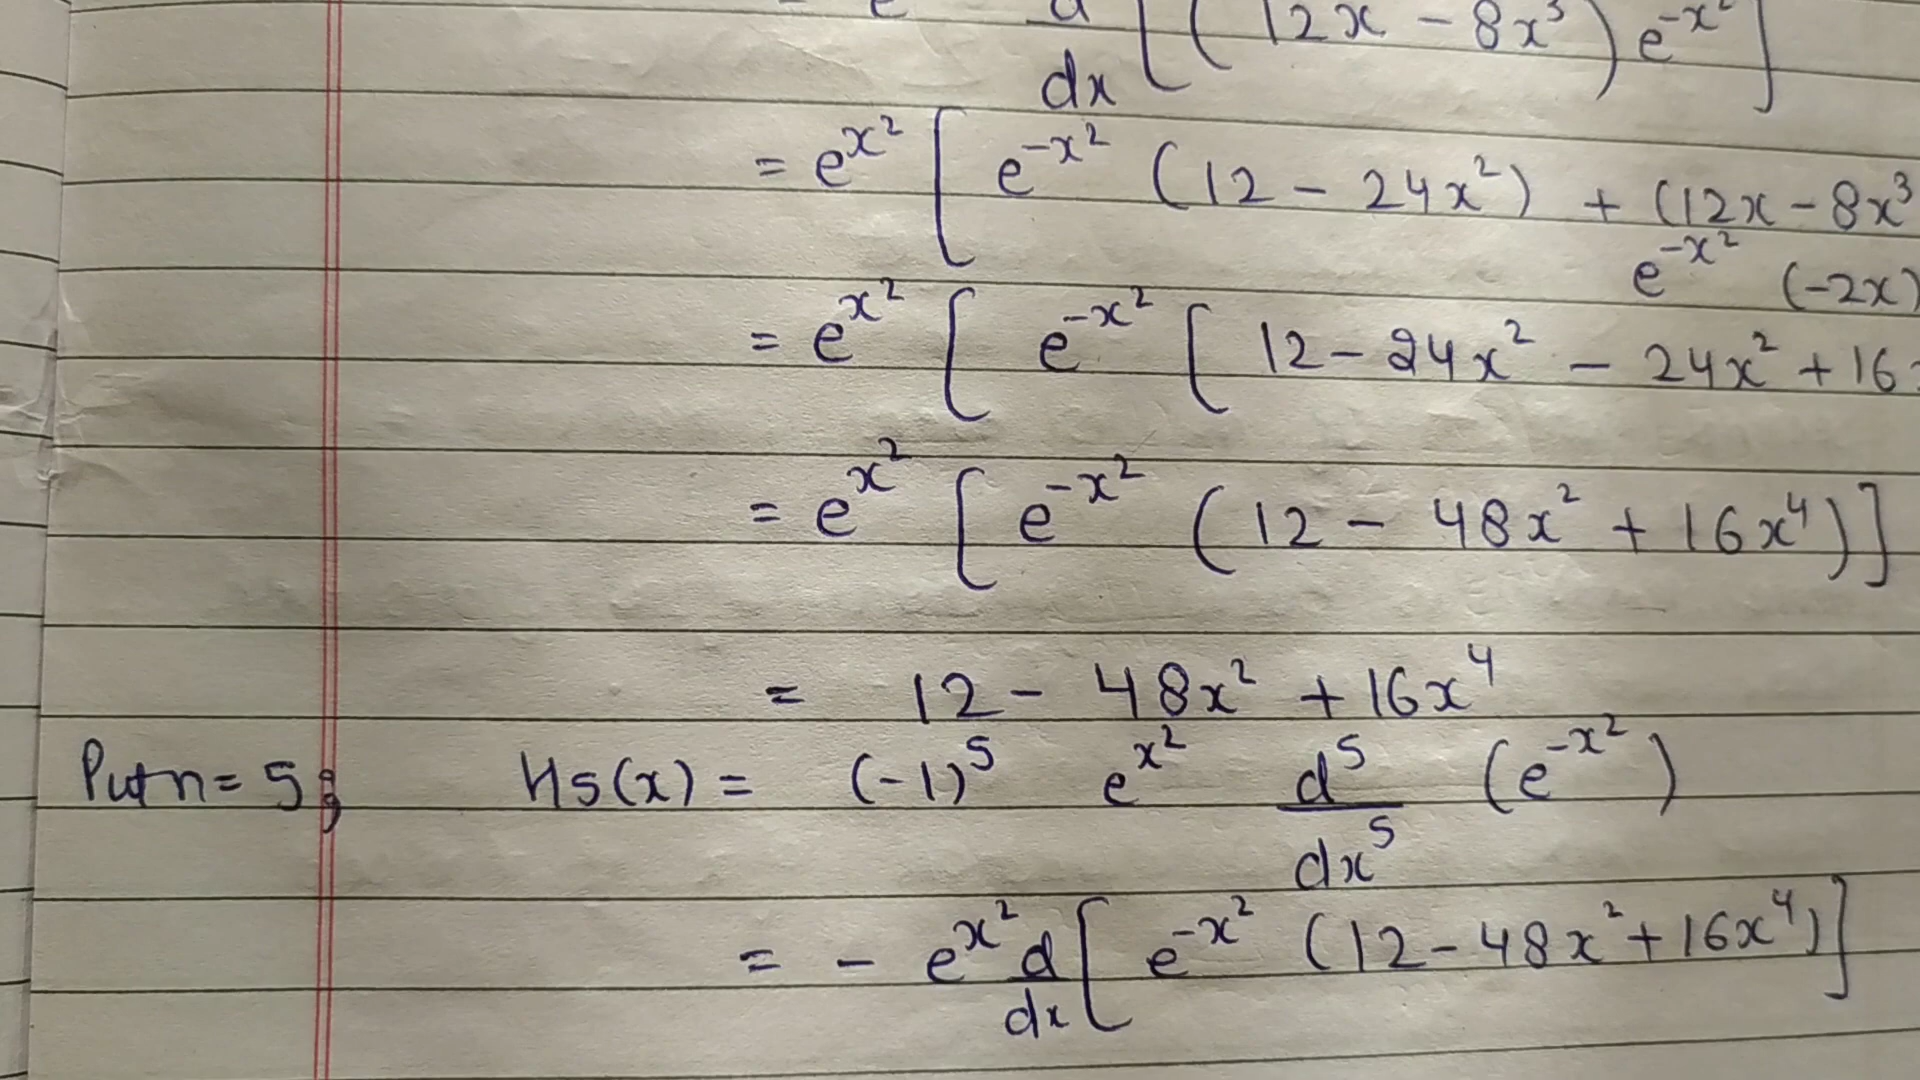 d/dx [(12x - 8x³) e^{-x²}]
= e^{x²} [ e^{-x²} (12 - 24x²) + (12x - 8x³
e^{-x²} (-2x)
= e^{x²} [ e^{-x²} [ 12 - 24x² - 24x² + 16
= e^{x²} [ e^{-x²} (12 - 48x² + 16x⁴)]
= 12 - 48x² + 16x⁴
Put n = 5; H5(x) = (-1)⁵ e^{x²} d⁵/dx⁵ (e^{-x²})
= - e^{x²} d/dx [ e^{-x²} (12 - 48x² + 16x⁴)]